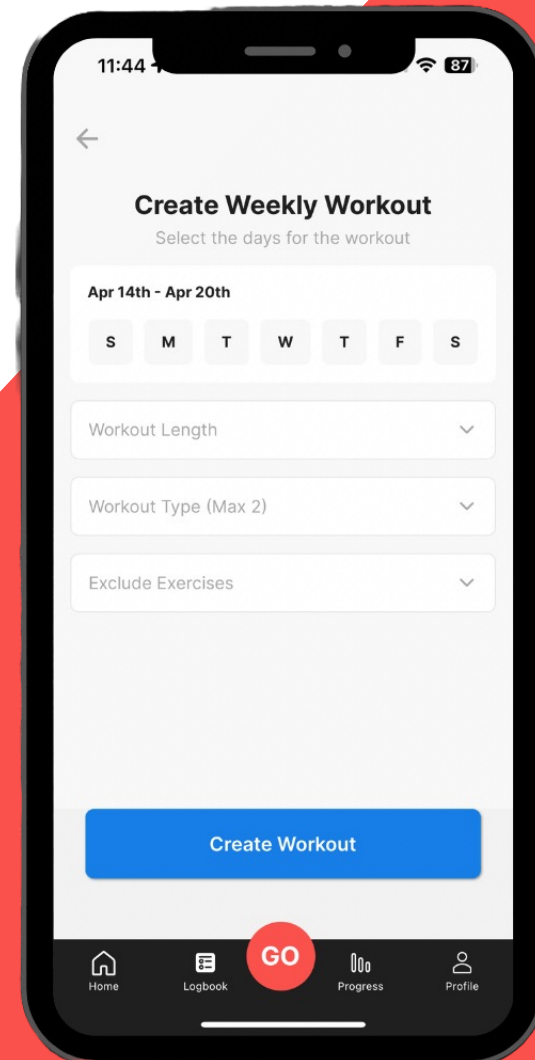 11:44
87
Create Weekly Workout
Select the days for the workout
Apr 14th - Apr 20th
S M T W T F S
Workout Length
Workout Type (Max 2)
Exclude Exercises
Create Workout
GO
Home Logbook Progress Profile